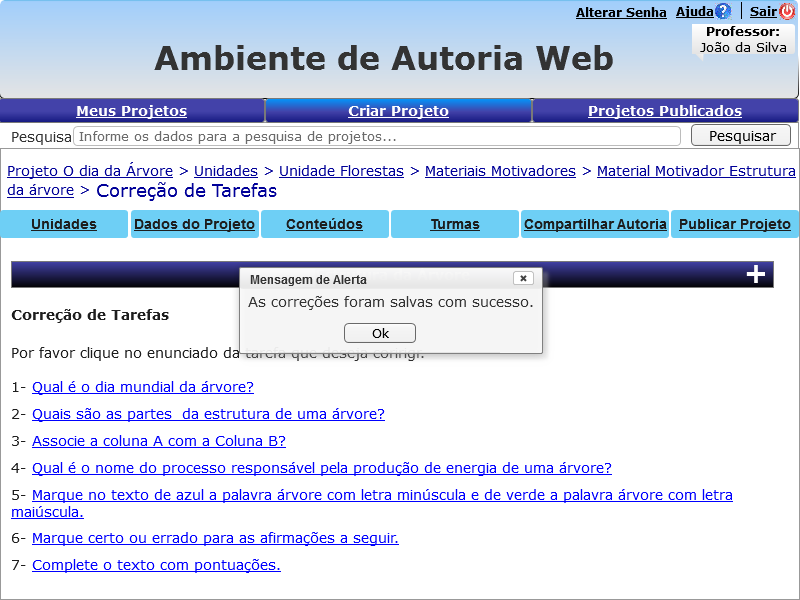 Alterar Senha Ajuda? Sair
Professor:
João da Silva
Ambiente de Autoria Web
Meus Projetos Criar Projeto Projetos Publicados
Pesquisa Informe os dados para a pesquisa de projetos... Pesquisar
Projeto O dia da Árvore > Unidades > Unidade Florestas > Materiais Motivadores > Material Motivador Estrutura
da árvore > Correção de Tarefas
Unidades Dados do Projeto Conteúdos Turmas Compartilhar Autoria Publicar Projeto
+
Mensagem de Alerta
As correções foram salvas com sucesso.
Ok
Correção de Tarefas
Por favor clique no enunciado da tarefa que deseja corrigi.
1- Qual é o dia mundial da árvore?
2- Quais são as partes  da estrutura de uma árvore?
3- Associe a coluna A com a Coluna B?
4- Qual é o nome do processo responsável pela produção de energia de uma árvore?
5- Marque no texto de azul a palavra árvore com letra minúscula e de verde a palavra árvore com letra
maiúscula.
6- Marque certo ou errado para as afirmações a seguir.
7- Complete o texto com pontuações.